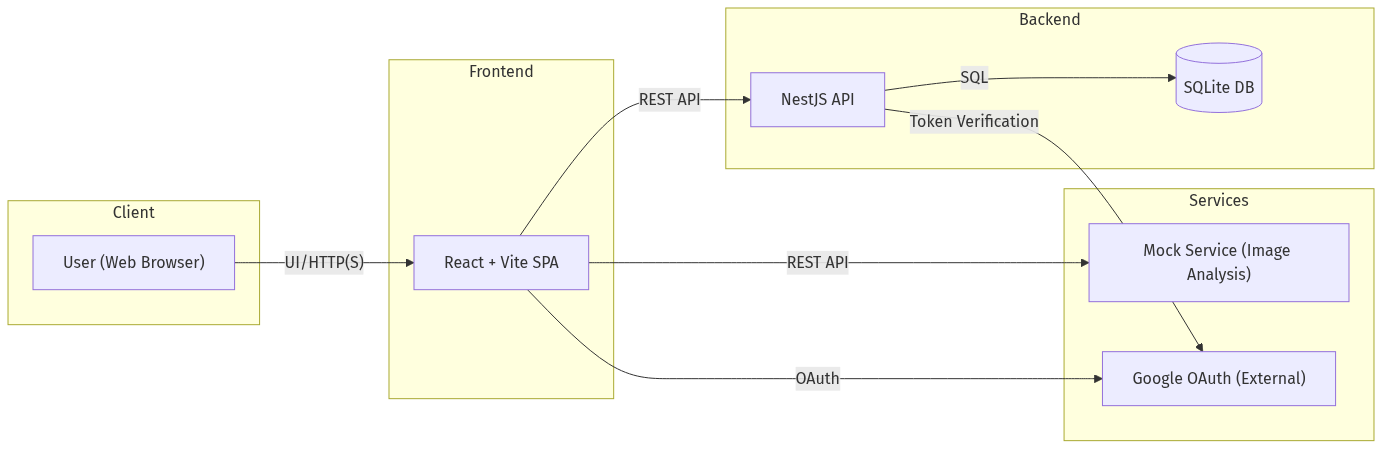 Backend
Frontend
SQL
SQLite DB
REST API
NestJS API
Token Verification
Services
Client
User (Web Browser)
UI/HTTP(S)
React + Vite SPA
REST API
Mock Service (Image
Analysis)
OAuth
Google OAuth (External)